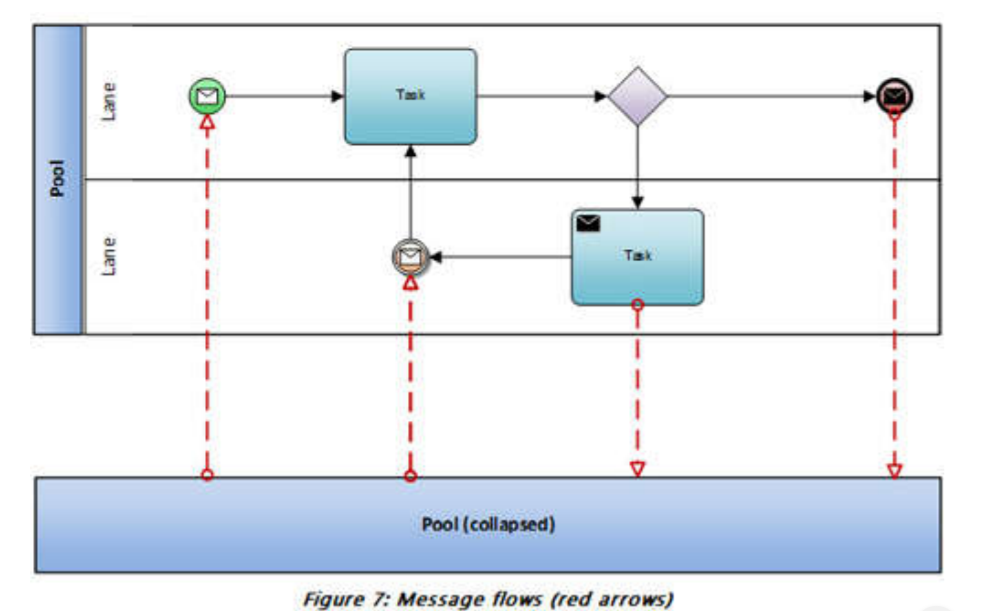 Pool
Lane
Task
Lane
Task
Pool (collapsed)
Figure 7: Message flows (red arrows)